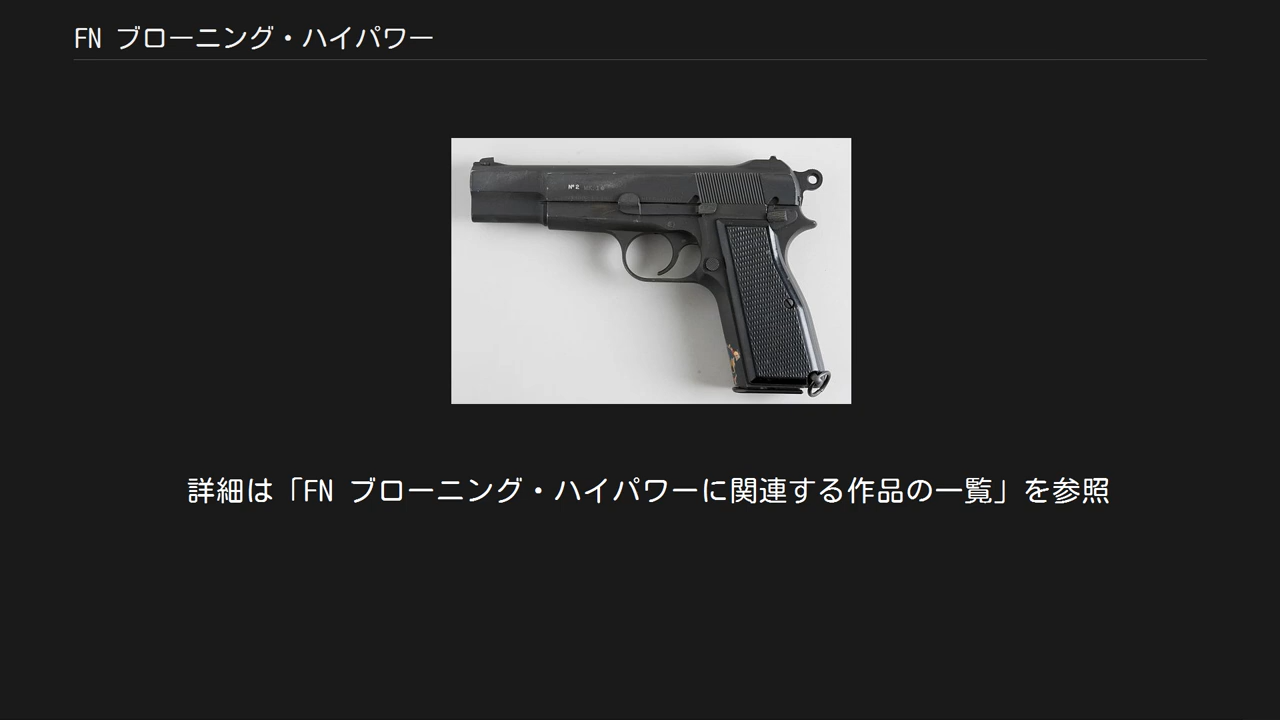 FN ブローニング・ハイパワー
Nº2
詳細は「FN ブローニング・ハイパワーに関連する作品の一覧」を参照